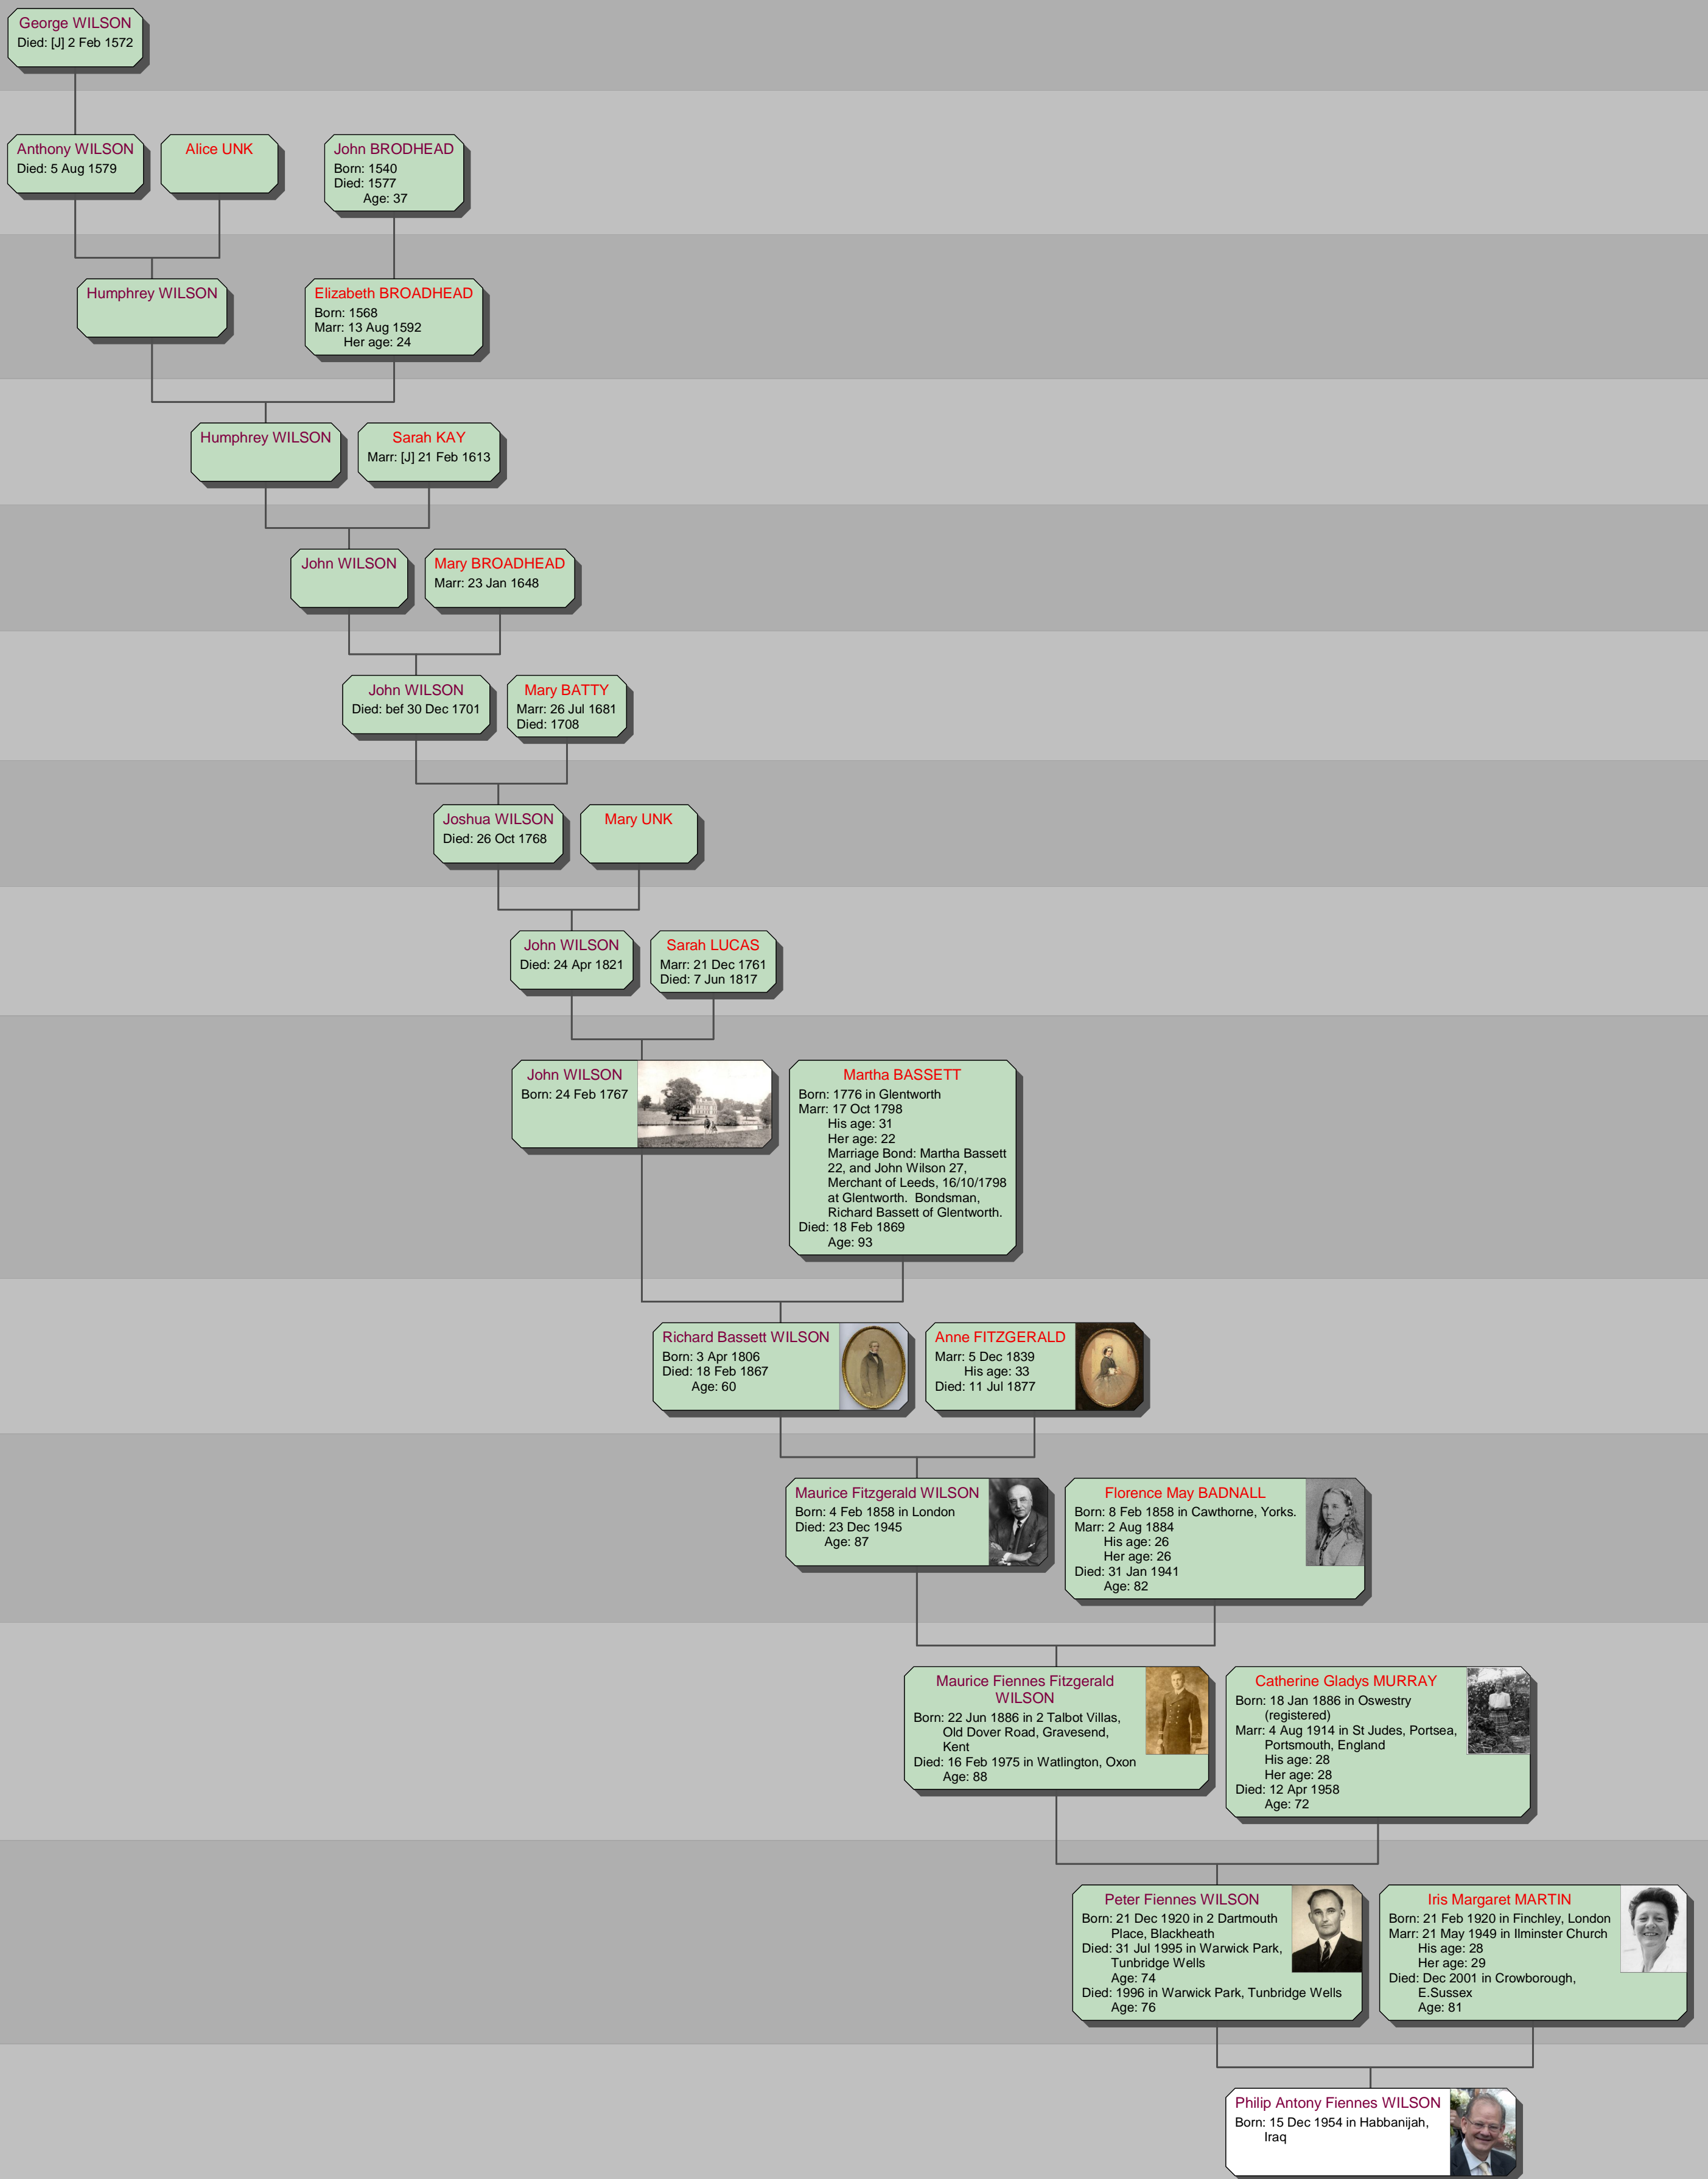 George WILSON
Died: [J] 2 Feb 1572
Anthony WILSON
Died: 5 Aug 1579
Alice UNK
John BRODHEAD
Born: 1540
Died: 1577
Age: 37
Humphrey WILSON
Elizabeth BROADHEAD
Born: 1568
Marr: 13 Aug 1592
Her age: 24
Humphrey WILSON
Sarah KAY
Marr: [J] 21 Feb 1613
John WILSON
Mary BROADHEAD
Marr: 23 Jan 1648
John WILSON
Died: bef 30 Dec 1701
Mary BATTY
Marr: 26 Jul 1681
Died: 1708
Joshua WILSON
Died: 26 Oct 1768
Mary UNK
John WILSON
Died: 24 Apr 1821
Sarah LUCAS
Marr: 21 Dec 1761
Died: 7 Jun 1817
John WILSON
Born: 24 Feb 1767
Martha BASSETT
Born: 1776 in Glentworth
Marr: 17 Oct 1798
His age: 31
Her age: 22
Marriage Bond: Martha Bassett
22, and John Wilson 27,
Merchant of Leeds, 16/10/1798
at Glentworth.  Bondsman,
Richard Bassett of Glentworth.
Died: 18 Feb 1869
Age: 93
Richard Bassett WILSON
Born: 3 Apr 1806
Died: 18 Feb 1867
Age: 60
Anne FITZGERALD
Marr: 5 Dec 1839
His age: 33
Died: 11 Jul 1877
Maurice Fitzgerald WILSON
Born: 4 Feb 1858 in London
Died: 23 Dec 1945
Age: 87
Florence May BADNALL
Born: 8 Feb 1858 in Cawthorne, Yorks.
Marr: 2 Aug 1884
His age: 26
Her age: 26
Died: 31 Jan 1941
Age: 82
Maurice Fiennes Fitzgerald
WILSON
Born: 22 Jun 1886 in 2 Talbot Villas,
Old Dover Road, Gravesend,
Kent
Died: 16 Feb 1975 in Watlington, Oxon
Age: 88
Catherine Gladys MURRAY
Born: 18 Jan 1886 in Oswestry
(registered)
Marr: 4 Aug 1914 in St Judes, Portsea,
Portsmouth, England
His age: 28
Her age: 28
Died: 12 Apr 1958
Age: 72
Peter Fiennes WILSON
Born: 21 Dec 1920 in 2 Dartmouth
Place, Blackheath
Died: 31 Jul 1995 in Warwick Park,
Tunbridge Wells
Age: 74
Died: 1996 in Warwick Park, Tunbridge Wells
Age: 76
Iris Margaret MARTIN
Born: 21 Feb 1920 in Finchley, London
Marr: 21 May 1949 in Ilminster Church
His age: 28
Her age: 29
Died: Dec 2001 in Crowborough,
E.Sussex
Age: 81
Philip Antony Fiennes WILSON
Born: 15 Dec 1954 in Habbanijah,
Iraq